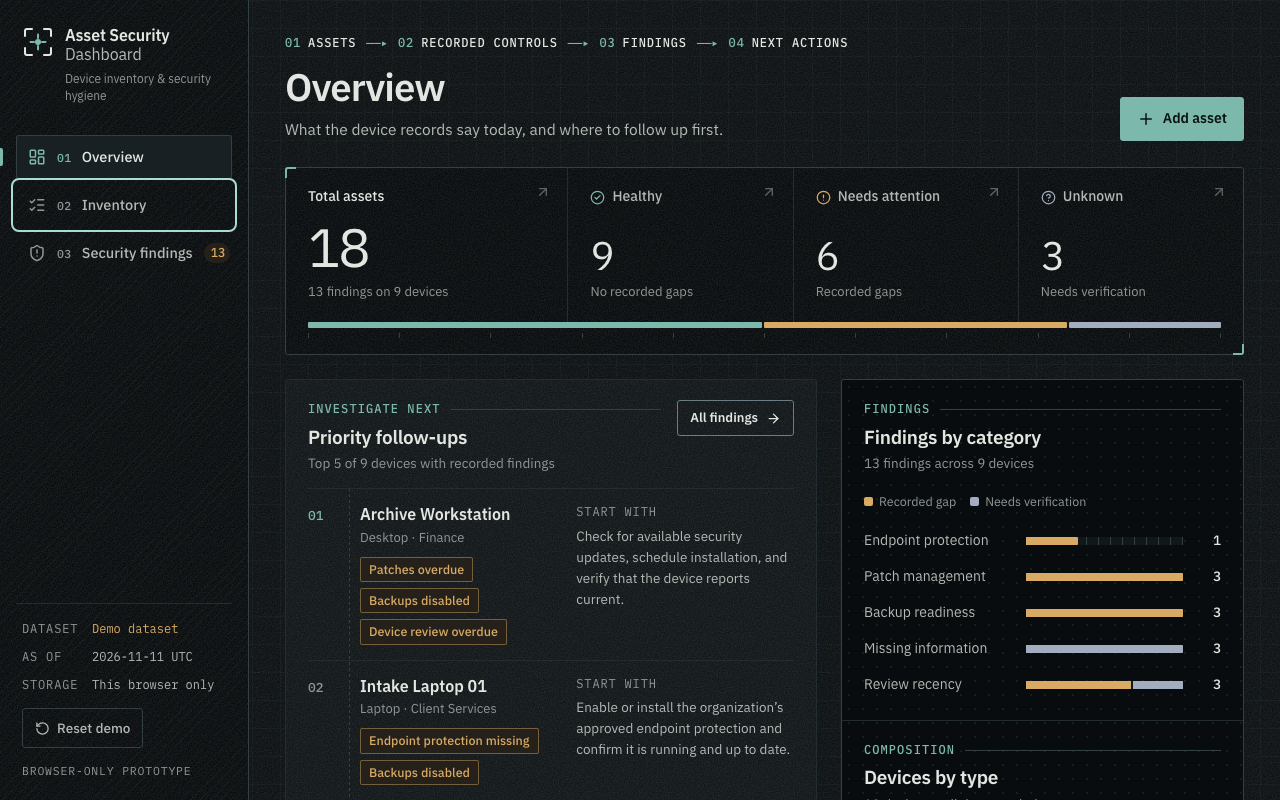 Asset Security
Dashboard
Device inventory & security
hygiene
01 Overview
02 Inventory
03 Security findings 13
DATASET Demo dataset
AS OF 2026-11-11 UTC
STORAGE This browser only
Reset demo
BROWSER-ONLY PROTOTYPE
01 ASSETS 02 RECORDED CONTROLS 03 FINDINGS 04 NEXT ACTIONS
Overview
What the device records say today, and where to follow up first.
Add asset
Total assets
18
13 findings on 9 devices
Healthy
9
No recorded gaps
Needs attention
6
Recorded gaps
Unknown
3
Needs verification
INVESTIGATE NEXT
Priority follow-ups
Top 5 of 9 devices with recorded findings
All findings
01
Archive Workstation
Desktop · Finance
Patches overdue
Backups disabled
Device review overdue
START WITH
Check for available security
updates, schedule installation, and
verify that the device reports
current.
02
Intake Laptop 01
Laptop · Client Services
Endpoint protection missing
Backups disabled
START WITH
Enable or install the organization’s
approved endpoint protection and
confirm it is running and up to date.
FINDINGS
Findings by category
13 findings across 9 devices
Recorded gap Needs verification
Endpoint protection 1
Patch management 3
Backup readiness 3
Missing information 3
Review recency 3
COMPOSITION
Devices by type